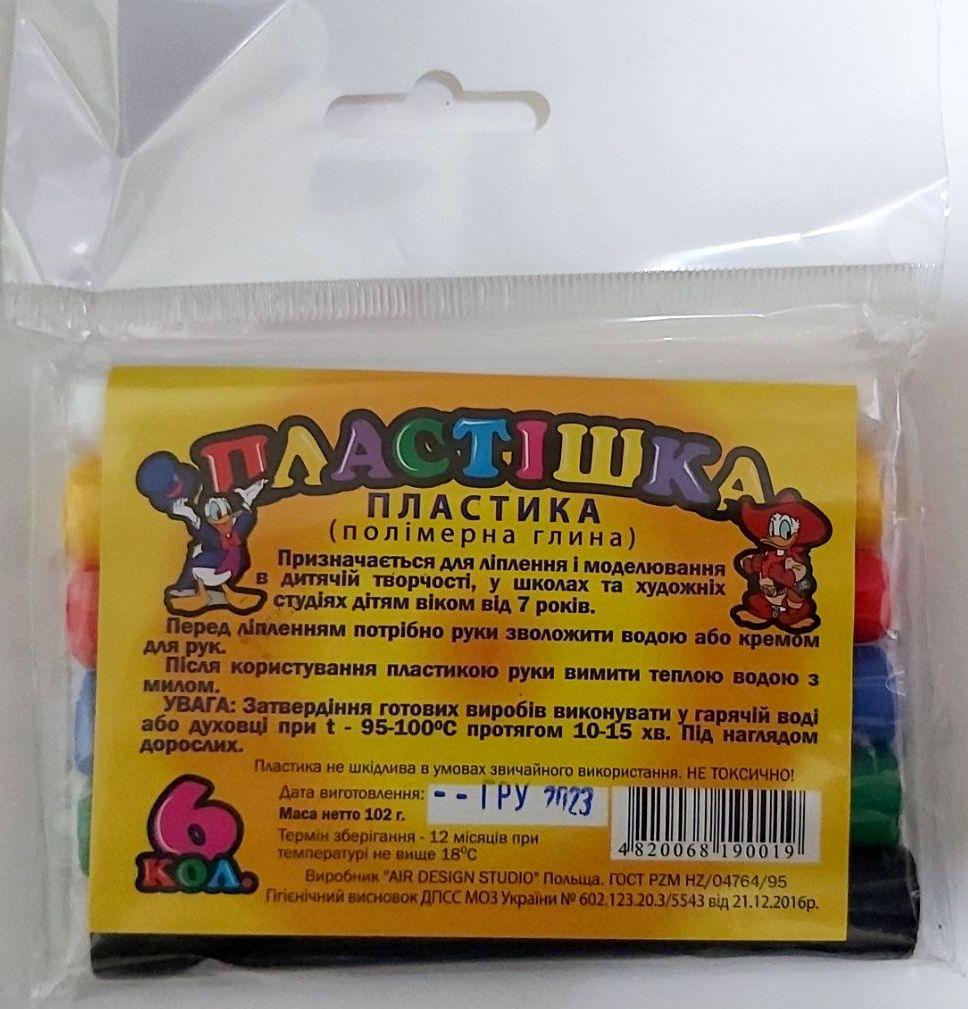 ПЛАСТІШКА
ПЛАСТИКА
(полімерна глина)
Призначається для ліплення і моделювання
в дитячій творчості, у школах та художніх
студіях дітям віком від 7 років.
Перед ліпленням потрібно руки зволожити водою або кремом
для рук.
Після користування пластикою руки вимити теплою водою з
милом.
УВАГА: Затвердіння готових виробів виконувати у гарячій воді
або духовці при t - 95-100⁰С протягом 10-15 хв. Під наглядом
дорослих.
Пластика не шкідлива в умовах звичайного використання. НЕ ТОКСИЧНО!
6
КОЛ.
Дата виготовлення: -- ГРУ 2023
Маса нетто 102 г.
Термін зберігання - 12 місяців при
температурі не вище 18⁰С
4 820068 190019
Виробник "AIR DESIGN STUDIO" Польща. ГОСТ PZM HZ/04764/95
Гігієнічний висновок ДПСС МОЗ України № 602.123.20.3/5543 від 21.12.2016р.